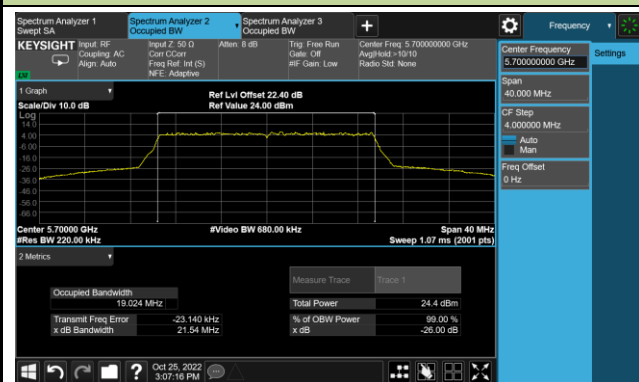 Spectrum Analyzer 1
Swept SA
Spectrum Analyzer 2
Occupied BW
Spectrum Analyzer 3
Occupied BW
Frequency
KEYSIGHT
Input: RF
Coupling: AC
Align: Auto
Input Z: 50 Ω
Corr CCorr
Freq Ref: Int (S)
NFE: Adaptive
Atten: 8 dB
Trig: Free Run
Gate: Off
#IF Gain: Low
Center Freq: 5.700000000 GHz
Avg|Hold:>10/10
Radio Std: None
1 Graph
Scale/Div 10.0 dB
Ref Lvl Offset 22.40 dB
Ref Value 24.00 dBm
Log
14.0
4.00
-6.00
-16.0
-26.0
-36.0
-46.0
-56.0
-66.0
Center 5.70000 GHz
#Res BW 220.00 kHz
#Video BW 680.00 kHz
Span 40 MHz
Sweep 1.07 ms (2001 pts)
2 Metrics
Measure Trace Trace 1
Occupied Bandwidth
19.024 MHz
Total Power 24.4 dBm
Transmit Freq Error -23.140 kHz
% of OBW Power 99.00 %
x dB Bandwidth 21.54 MHz
x dB -26.00 dB
Oct 25, 2022
3:07:16 PM
Center Frequency
5.700000000 GHz
Settings
Span
40.000 MHz
CF Step
4.000000 MHz
Auto
Man
Freq Offset
0 Hz